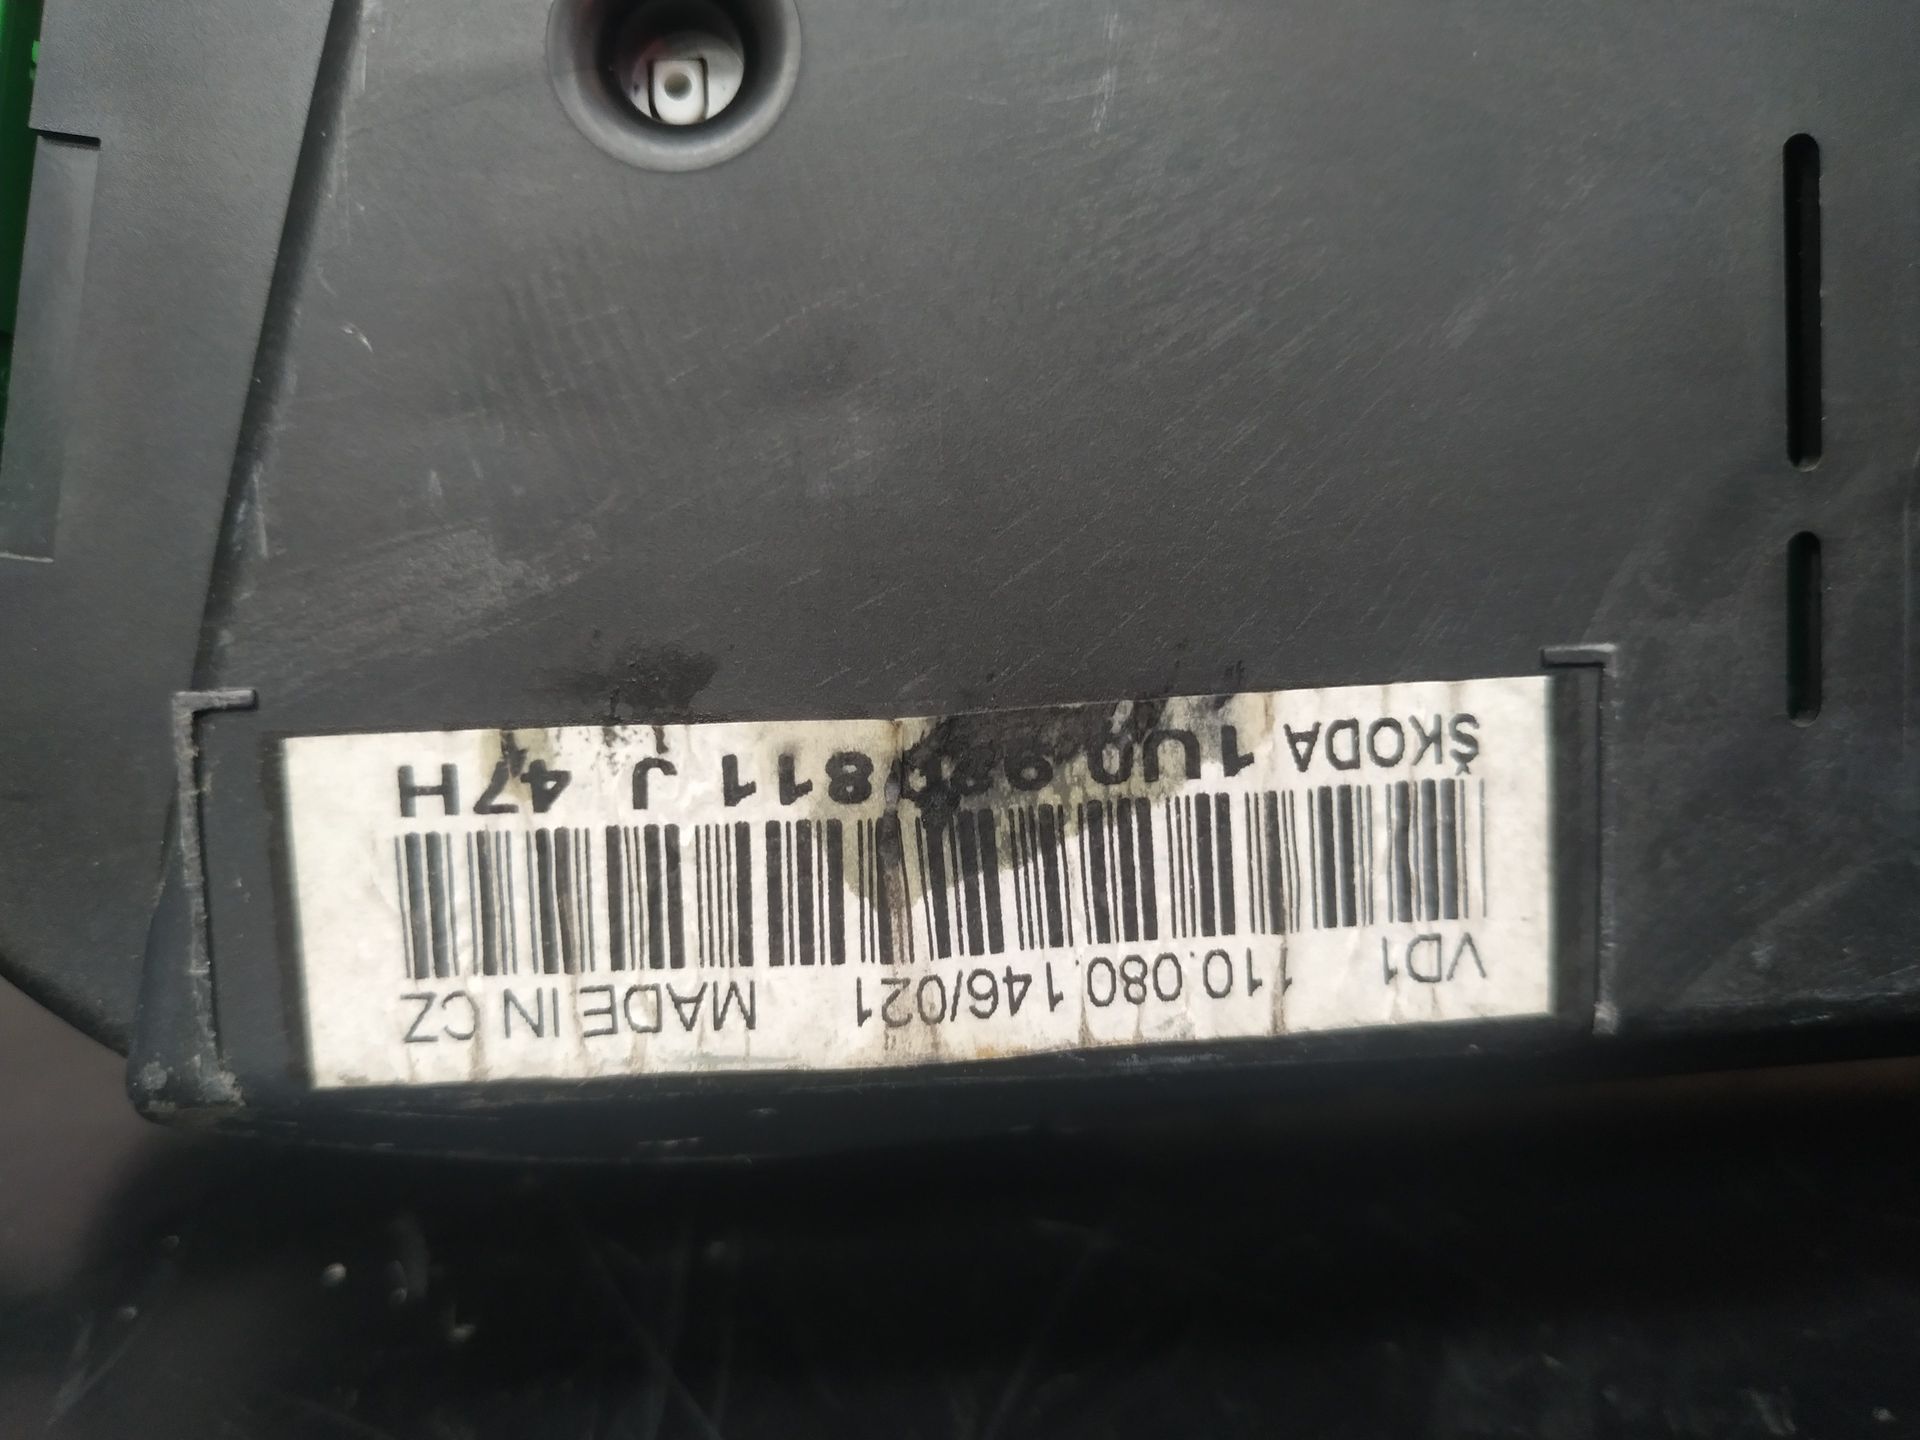 ŠKODA 1U0 920 811 J 47H
VD1 110.080.146/021 MADE IN CZ